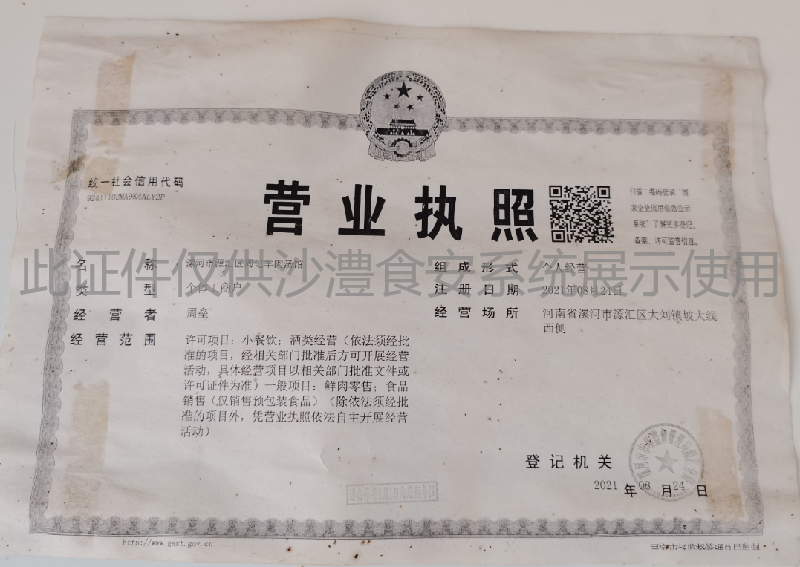 统一社会信用代码
营业执照
此证件仅供沙澧食安系统展示使用
名称
类型 个体工商户
经营者 周垒
经营范围 许可项目：小餐饮；酒类经营（依法须经批
准的项目，经相关部门批准后方可开展经营
活动，具体经营项目以相关部门批准文件或
许可证件为准）一般项目：鲜肉零售；食品
销售（仅销售预包装食品）（除依法须经批
准的项目外，凭营业执照依法自主开展经营
活动）
组成形式 个人经营
注册日期 2021年08月24日
经营场所 河南省漯河市源汇区大刘镇坡大线
西侧
登记机关
2021 年 08 月 24 日
http://www.gsxt.gov.cn